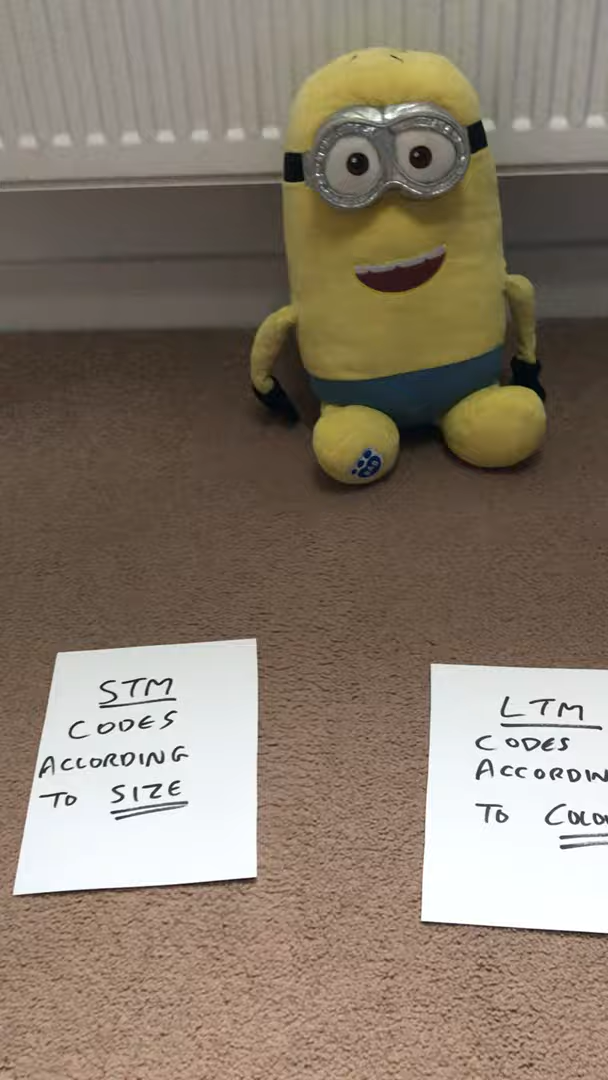 STM
CODES
ACCORDING
TO SIZE
LTM
CODES
ACCORDIN
TO COLO